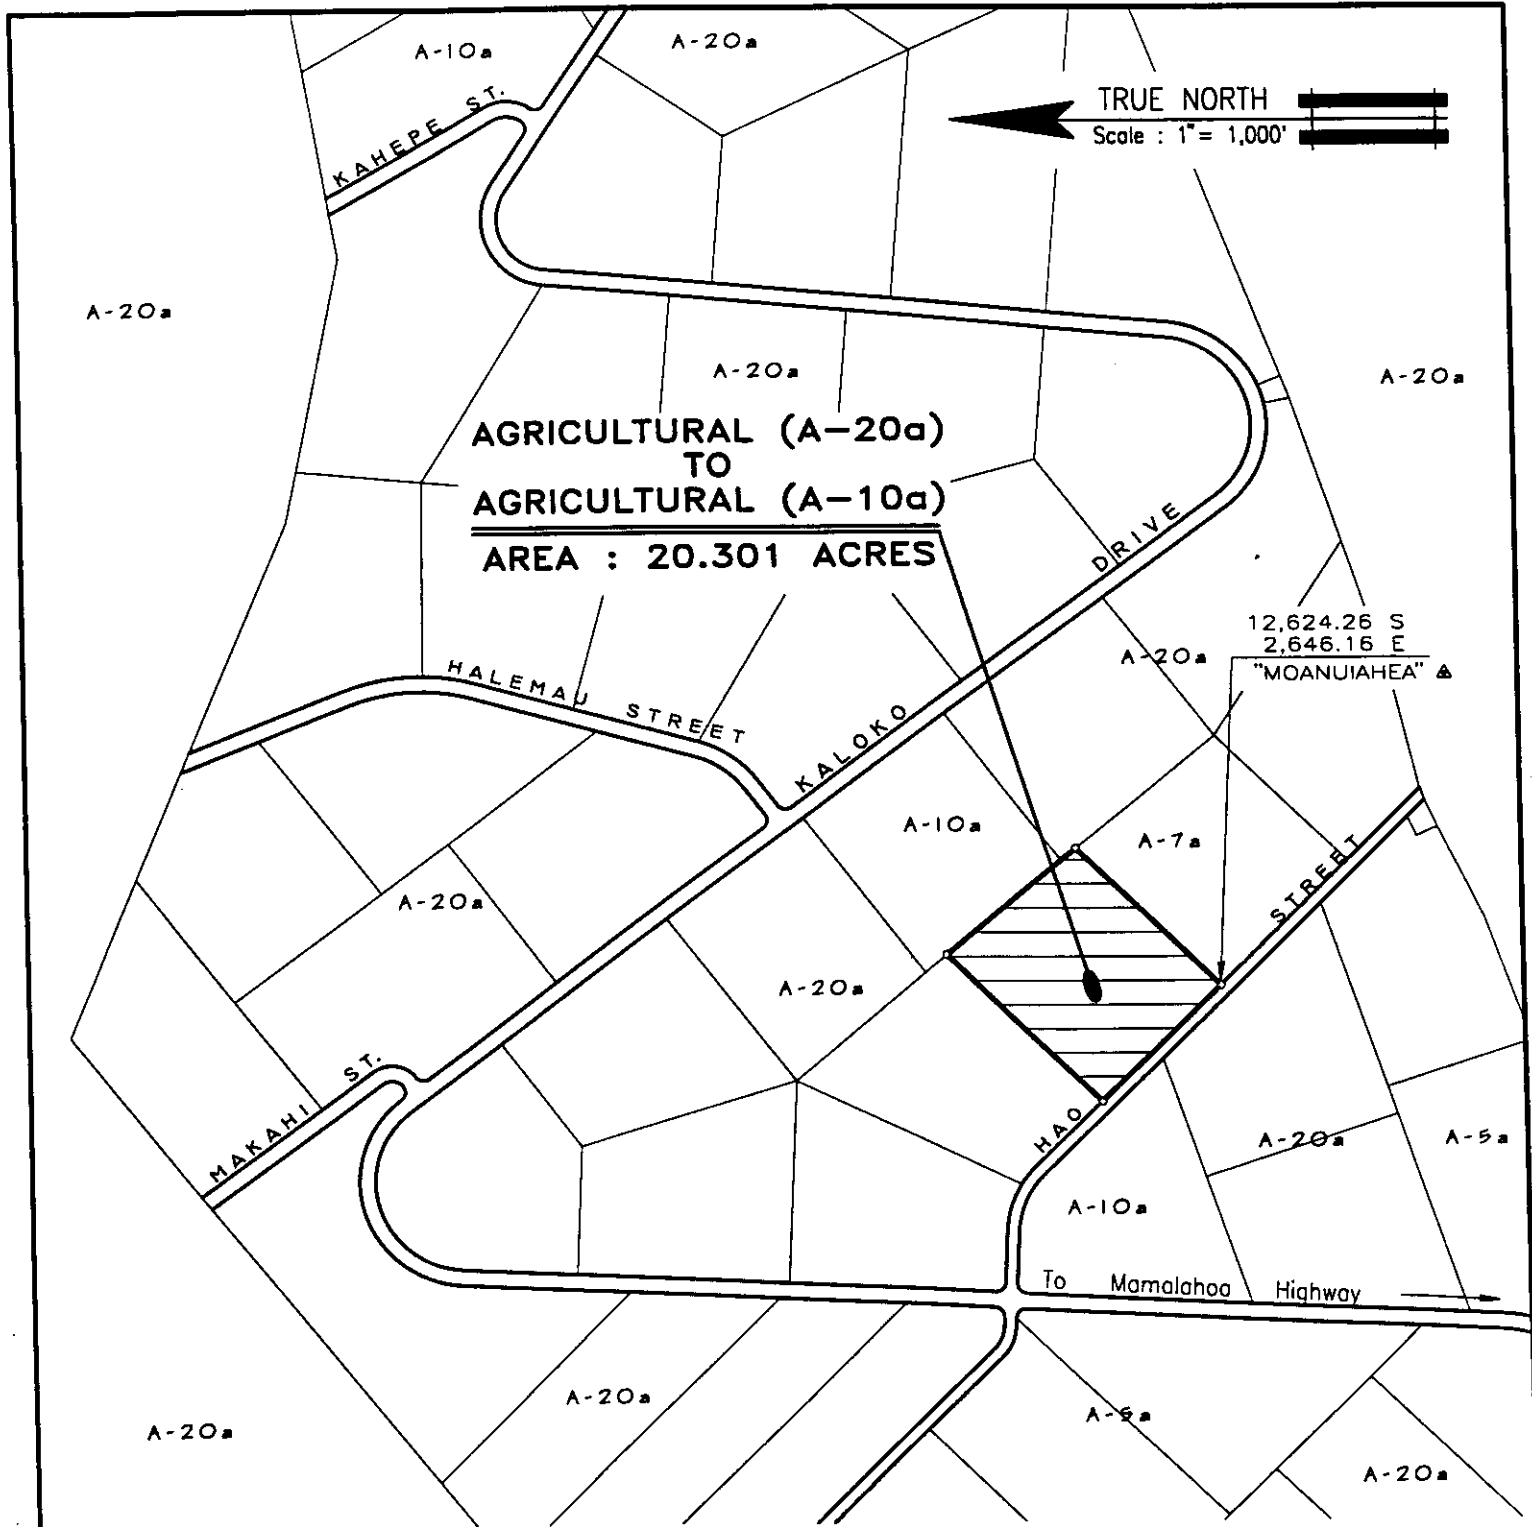 A-10a
A-20a
TRUE NORTH
Scale : 1"= 1,000'
KAHEPE ST.
A-20a
A-20a
A-20a
AGRICULTURAL (A-20a)
TO
AGRICULTURAL (A-10a)
AREA : 20.301 ACRES
KALOKO DRIVE
12,624.26 S
2,646.16 E
"MOANUIAHEA"
A-20a
HALEMAU STREET
A-10a
A-7a
HAO STREET
A-20a
A-20a
MAKAHI ST.
A-20a
A-5a
A-10a
To Mamalahoa Highway
A-20a
A-5a
A-20a
A-20a